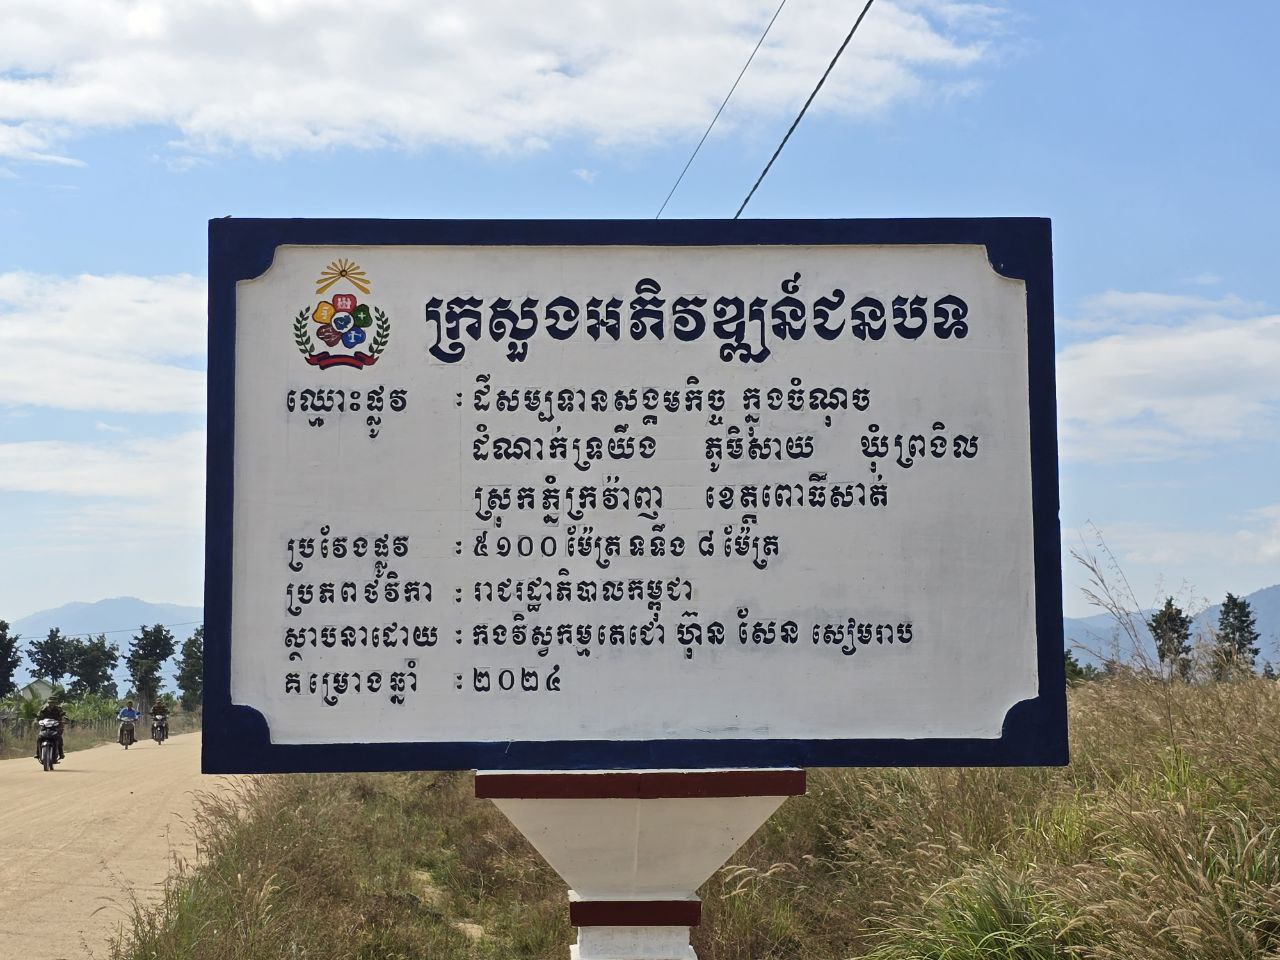 ក្រសួងអភិវឌ្ឍន៍ជនបទ
ឈ្មោះផ្លូវ : ដីសម្បទានសង្គមកិច្ច ក្នុងចំណុច
ដំណាក់ទ្រយឹង ភូមិសាយ ឃុំព្រងិល
ស្រុកភ្នំក្រវ៉ាញ ខេត្តពោធិ៍សាត់
ប្រវែងផ្លូវ : ៥១០០ ម៉ែត្រ ទទឹង ៨ ម៉ែត្រ
ប្រភពថវិកា : រាជរដ្ឋាភិបាលកម្ពុជា
ស្ថាបនាដោយ : កងវិស្វកម្មតេជោ ហ៊ុន សែន សៀមរាប
គម្រោងឆ្នាំ : ២០២៤